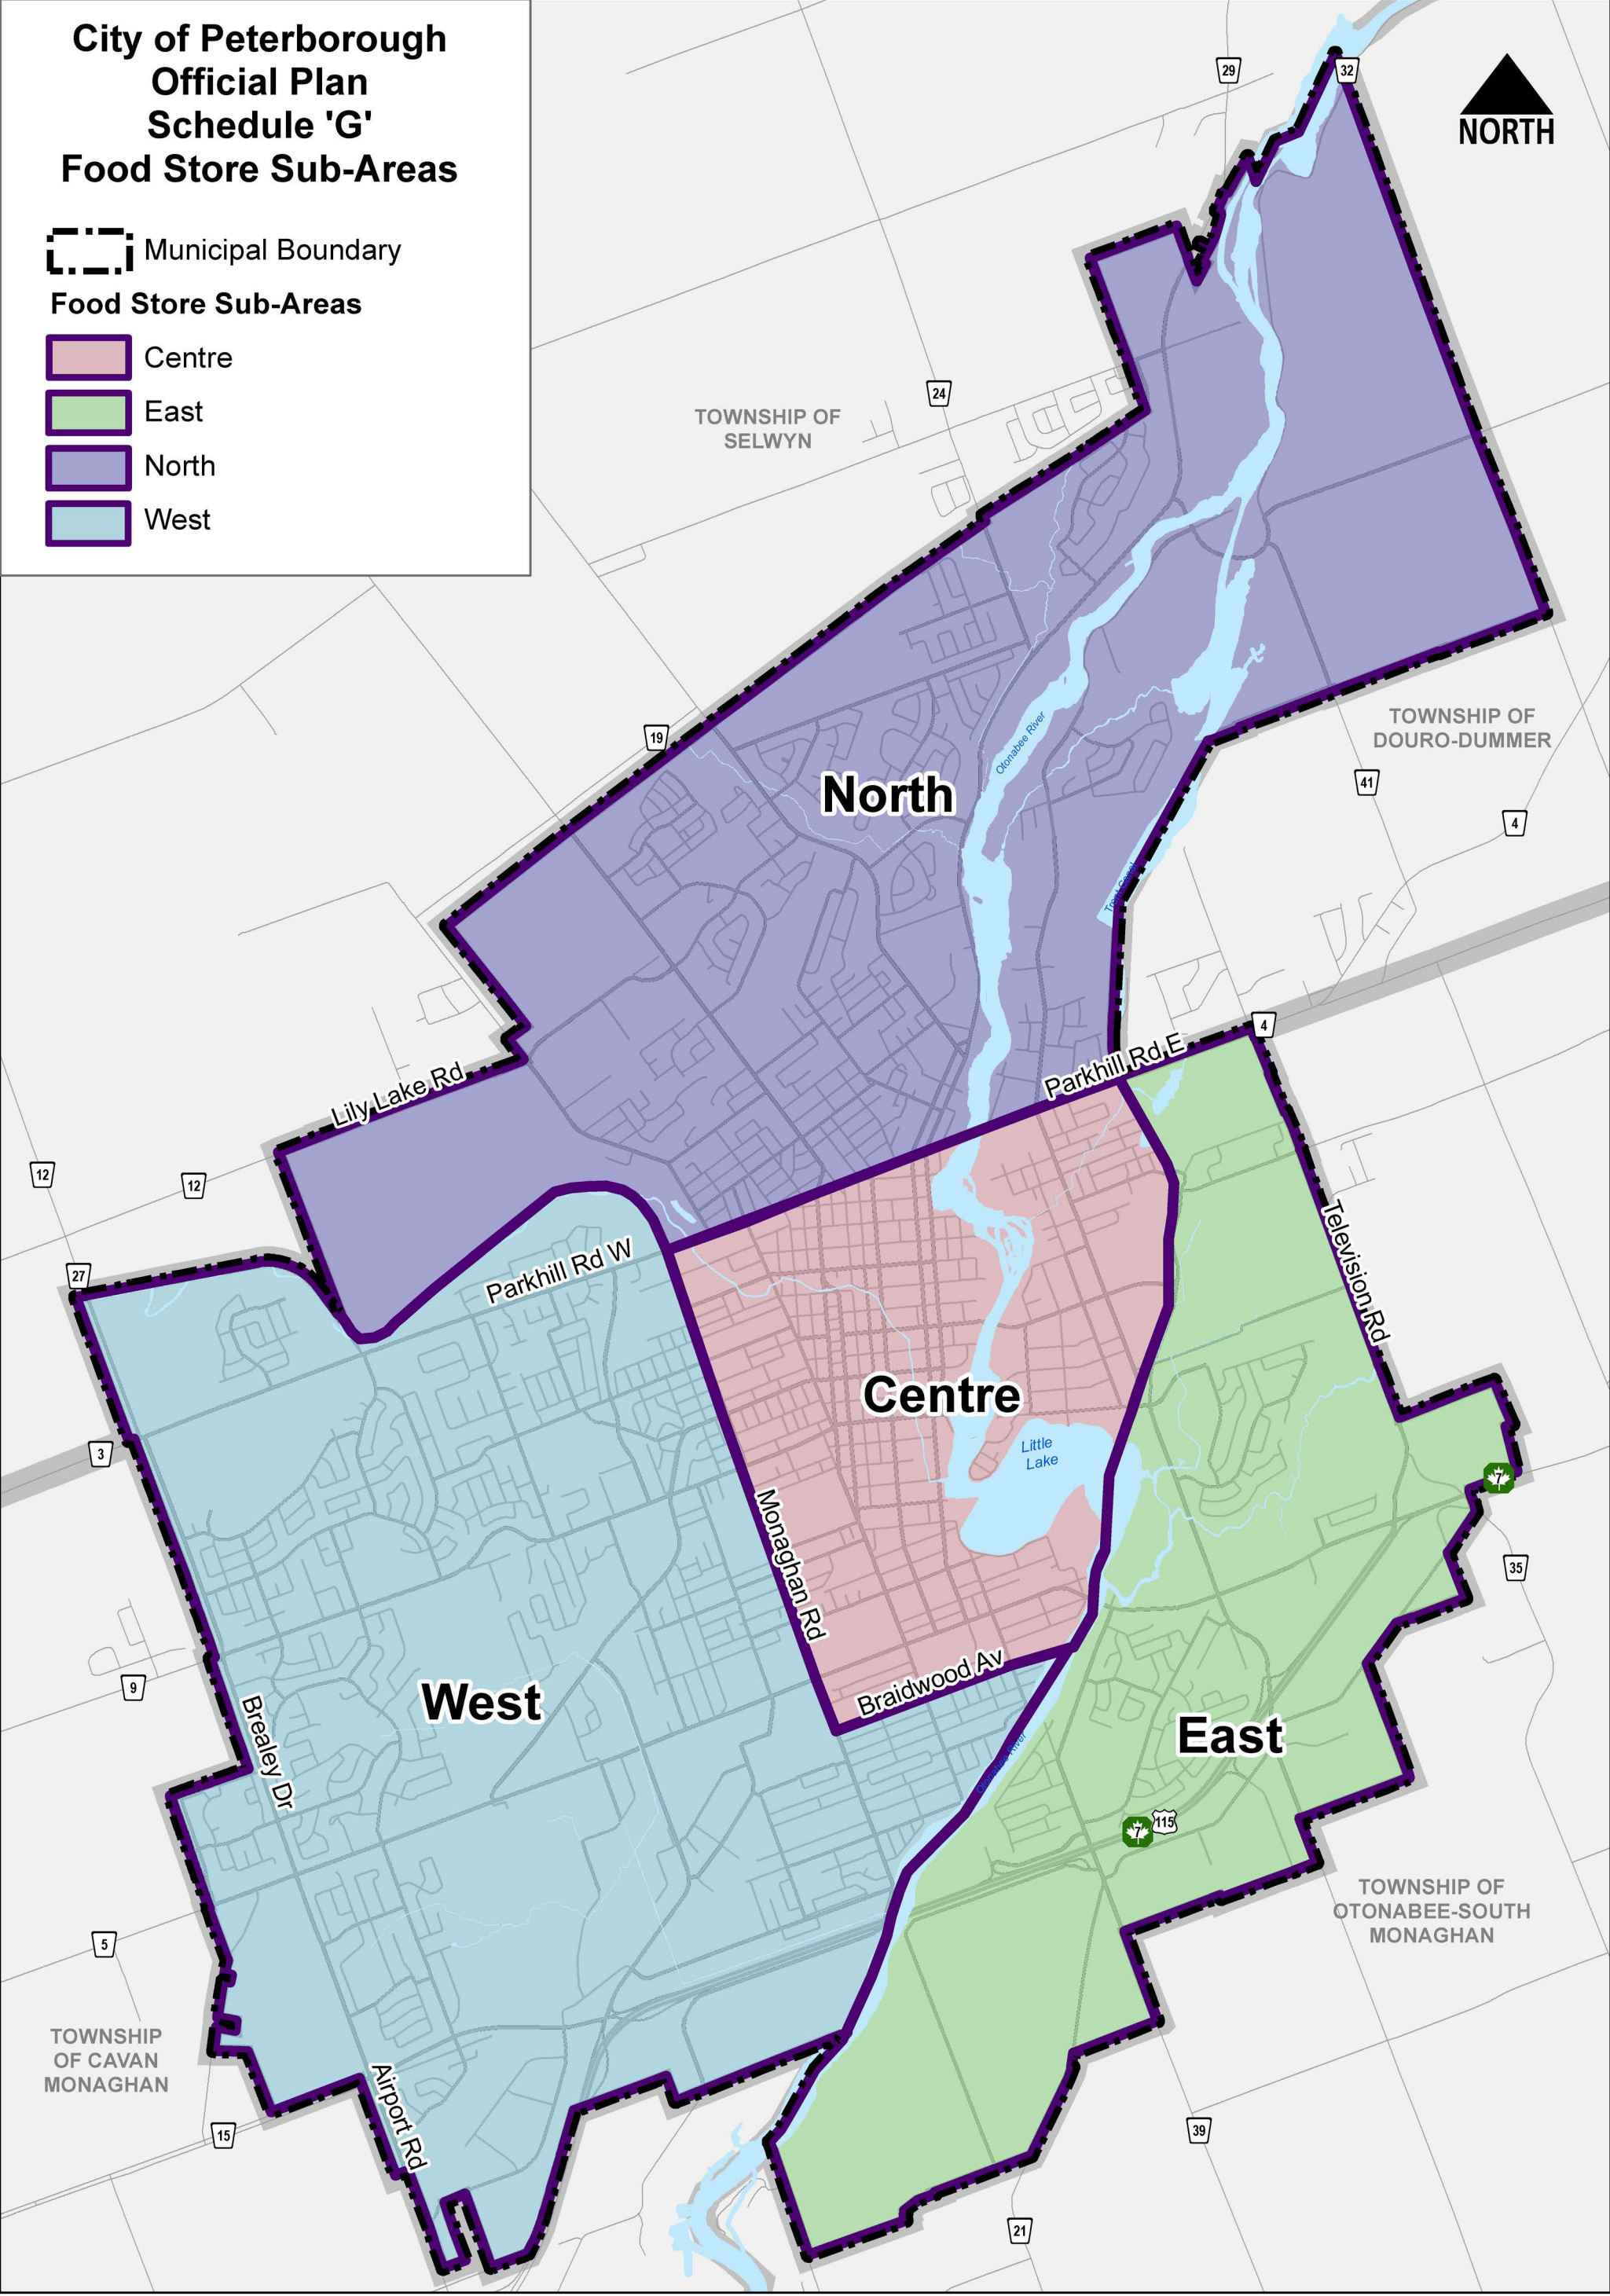 City of Peterborough
Official Plan
Schedule 'G'
Food Store Sub-Areas
Municipal Boundary
Food Store Sub-Areas
Centre
East
North
West
NORTH
29
32
24
TOWNSHIP OF
SELWYN
19
North
Otonabee River
TOWNSHIP OF
DOURO-DUMMER
41
4
Trent Canal
4
Parkhill Rd E
Lily Lake Rd
12
12
27
Parkhill Rd W
Television Rd
3
Centre
Little
Lake
7
Monaghan Rd
35
9
Braidwood Av
West
Brealey Dr
East
Otonabee River
7
115
TOWNSHIP OF
OTONABEE-SOUTH
MONAGHAN
5
TOWNSHIP
OF CAVAN
MONAGHAN
Airport Rd
15
39
21